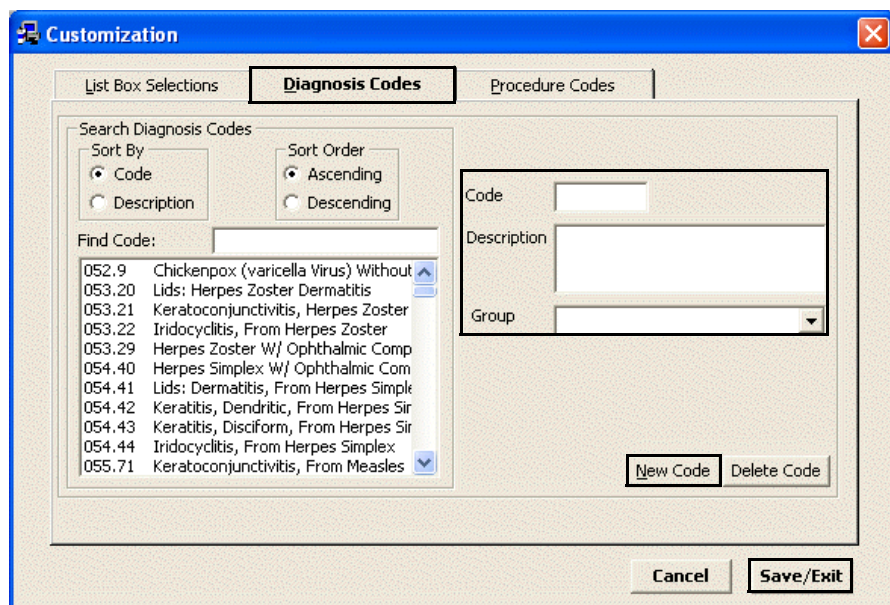 Customization
List Box Selections
Diagnosis Codes
Procedure Codes
Search Diagnosis Codes
Sort By
Code
Description
Sort Order
Ascending
Descending
Find Code:
052.9 Chickenpox (varicella Virus) Without
053.20 Lids: Herpes Zoster Dermatitis
053.21 Keratoconjunctivitis, Herpes Zoster
053.22 Iridocyclitis, From Herpes Zoster
053.29 Herpes Zoster W/ Ophthalmic Comp
054.40 Herpes Simplex W/ Ophthalmic Com
054.41 Lids: Dermatitis, From Herpes Simple
054.42 Keratitis, Dendritic, From Herpes Sir
054.43 Keratitis, Disciform, From Herpes Sir
054.44 Iridocyclitis, From Herpes Simplex
055.71 Keratoconjunctivitis, From Measles
Code
Description
Group
New Code
Delete Code
Cancel
Save/Exit